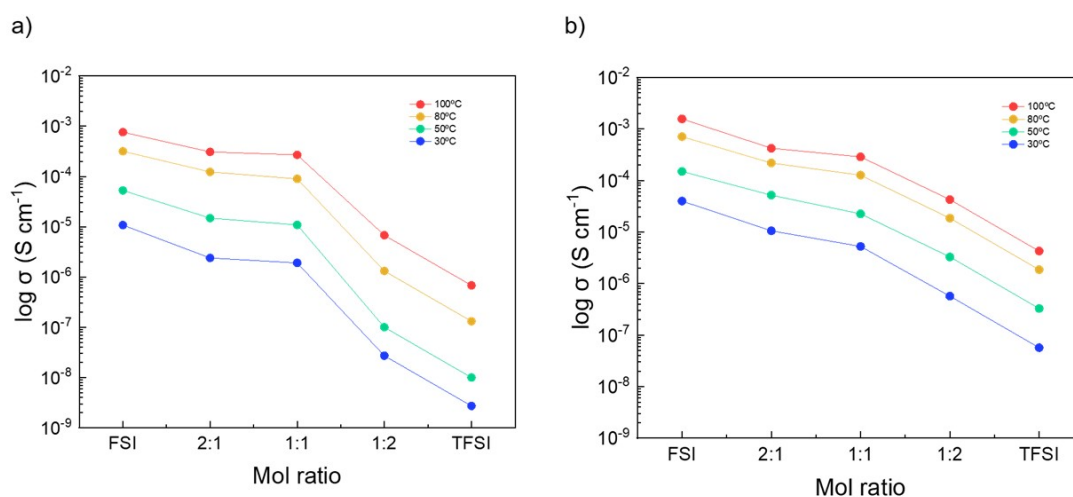 a)
10⁻²
10⁻³
10⁻⁴
10⁻⁵
10⁻⁶
10⁻⁷
10⁻⁸
10⁻⁹
log σ (S cm⁻¹)
100ºC
80ºC
50ºC
30ºC
FSI 2:1 1:1 1:2 TFSI
Mol ratio
b)
10⁻²
10⁻³
10⁻⁴
10⁻⁵
10⁻⁶
10⁻⁷
10⁻⁸
10⁻⁹
log σ (S cm⁻¹)
100ºC
80ºC
50ºC
30ºC
FSI 2:1 1:1 1:2 TFSI
Mol ratio